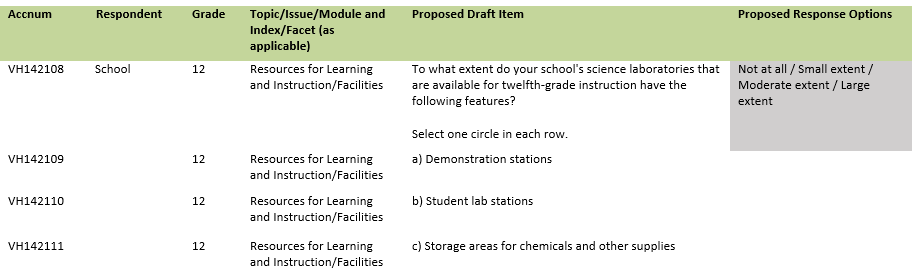 Accnum Respondent Grade Topic/Issue/Module and Index/Facet (as applicable) Proposed Draft Item Proposed Response Options
VH142108 School 12 Resources for Learning and Instruction/Facilities To what extent do your school's science laboratories that are available for twelfth-grade instruction have the following features? Select one circle in each row. Not at all / Small extent / Moderate extent / Large extent
VH142109 12 Resources for Learning and Instruction/Facilities a) Demonstration stations
VH142110 12 Resources for Learning and Instruction/Facilities b) Student lab stations
VH142111 12 Resources for Learning and Instruction/Facilities c) Storage areas for chemicals and other supplies